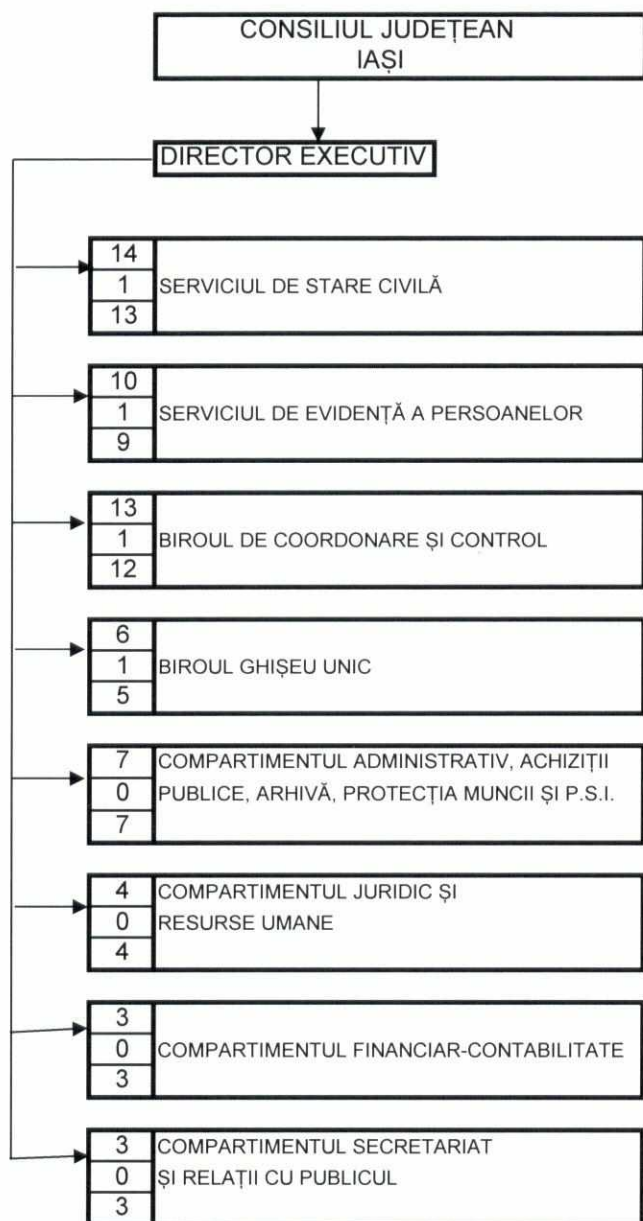 CONSILIUL JUDEȚEAN
IAȘI
DIRECTOR EXECUTIV
14
1
13
SERVICIUL DE STARE CIVILĂ
10
1
9
SERVICIUL DE EVIDENȚĂ A PERSOANELOR
13
1
12
BIROUL DE COORDONARE ȘI CONTROL
6
1
5
BIROUL GHIȘEU UNIC
7
0
7
COMPARTIMENTUL ADMINISTRATIV, ACHIZIȚII
PUBLICE, ARHIVĂ, PROTECȚIA MUNCII ȘI P.S.I.
4
0
4
COMPARTIMENTUL JURIDIC ȘI
RESURSE UMANE
3
0
3
COMPARTIMENTUL FINANCIAR-CONTABILITATE
3
0
3
COMPARTIMENTUL SECRETARIAT
ȘI RELAȚII CU PUBLICUL